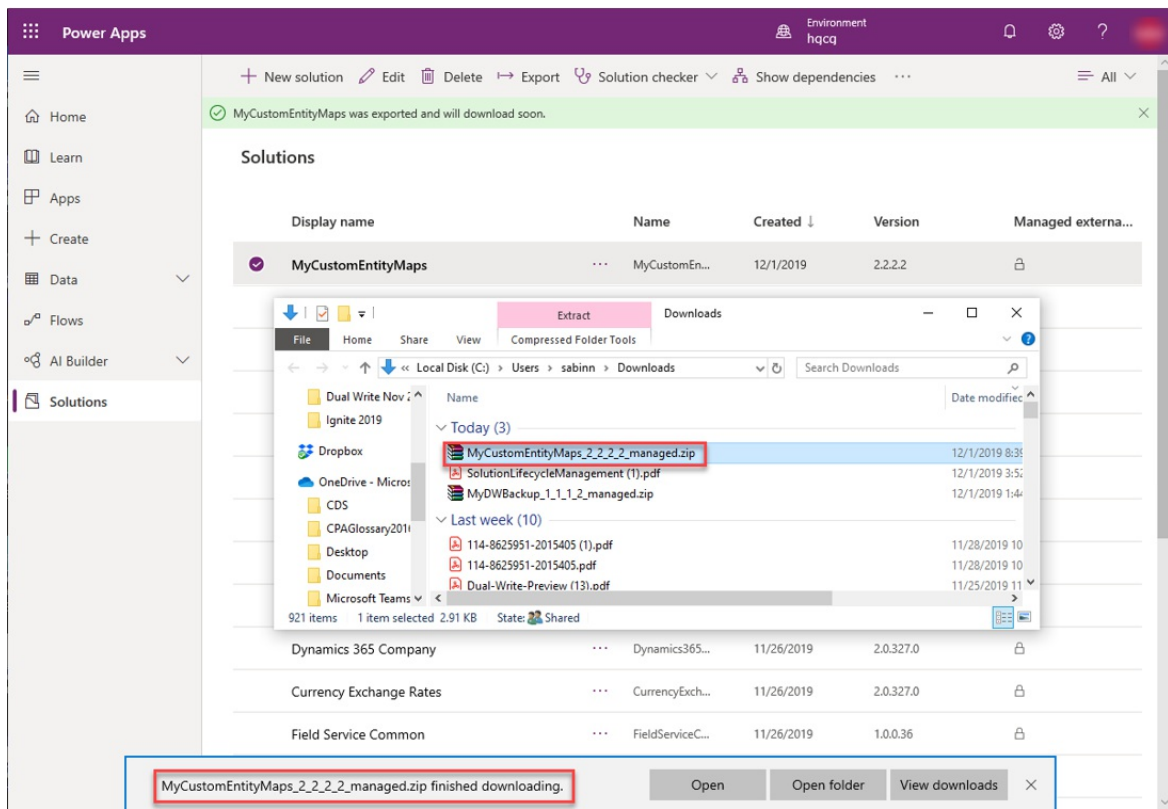 Power Apps
Environment
hqcq
New solution Edit Delete Export Solution checker Show dependencies ··· All
MyCustomEntityMaps was exported and will download soon.
Home
Learn
Apps
Create
Data
Flows
AI Builder
Solutions
Solutions
Display name Name Created ↓ Version Managed externa...
MyCustomEntityMaps ··· MyCustomEn... 12/1/2019 2.2.2.2
Extract Downloads
File Home Share View Compressed Folder Tools
« Local Disk (C:) › Users › sabinn › Downloads Search Downloads
Dual Write Nov
Ignite 2019
Dropbox
OneDrive - Micros
CDS
CPAGlossary201
Desktop
Documents
Microsoft Teams
Name Date modified
Today (3)
MyCustomEntityMaps_2_2_2_2_managed.zip 12/1/2019 8:39
SolutionLifecycleManagement (1).pdf 12/1/2019 3:52
MyDWBackup_1_1_1_2_managed.zip 12/1/2019 1:44
Last week (10)
114-8625951-2015405 (1).pdf 11/28/2019 10
114-8625951-2015405.pdf 11/28/2019 10
Dual-Write-Preview (13).pdf 11/25/2019 11
921 items 1 item selected 2.91 KB State: Shared
Dynamics 365 Company ··· Dynamics365... 11/26/2019 2.0.327.0
Currency Exchange Rates ··· CurrencyExch... 11/26/2019 2.0.327.0
Field Service Common ··· FieldServiceC... 11/26/2019 1.0.0.36
MyCustomEntityMaps_2_2_2_2_managed.zip finished downloading. Open Open folder View downloads